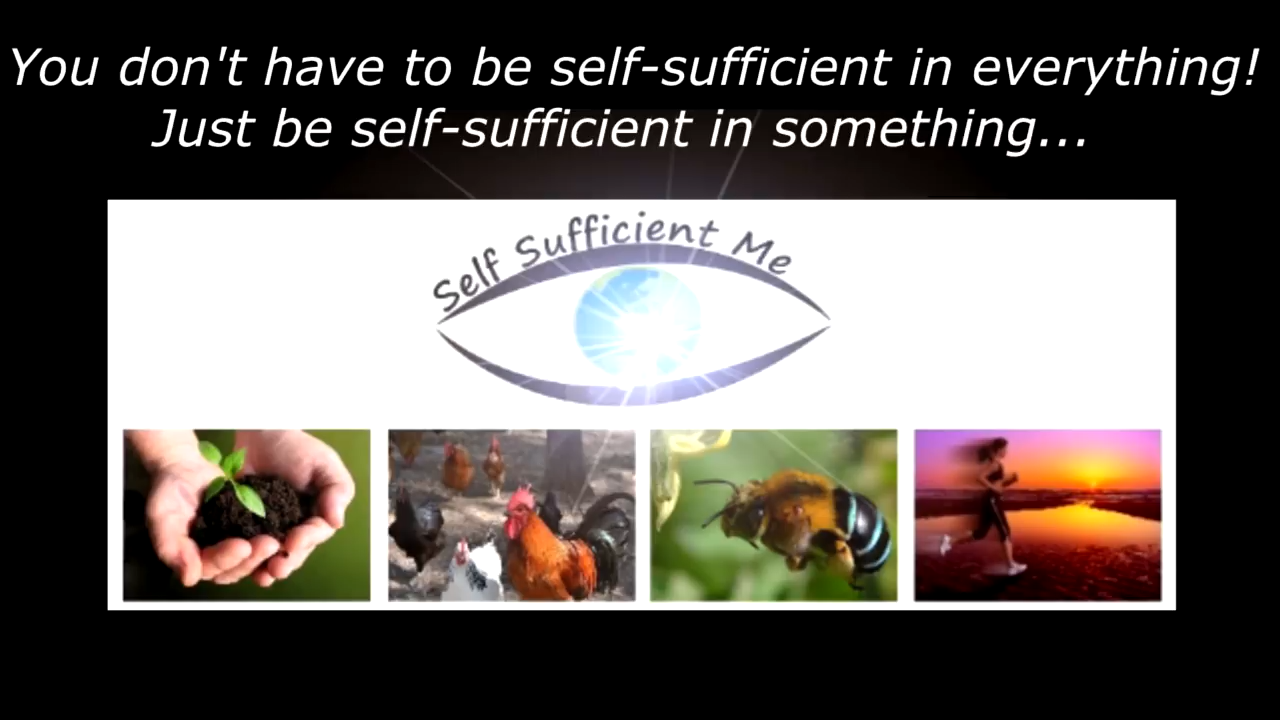 You don't have to be self-sufficient in everything!
Just be self-sufficient in something...
Self Sufficient Me